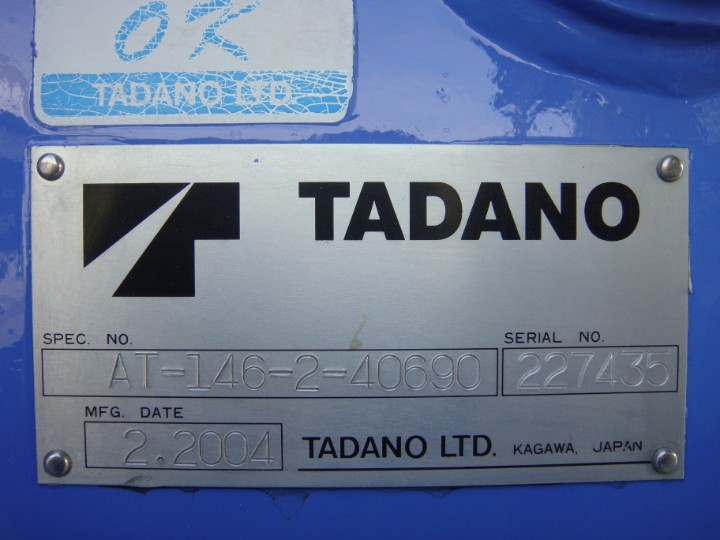 OK
TADANO LTD
TADANO
SPEC. NO.
SERIAL NO.
AT-146-2-40690
227435
MFG. DATE
2.2004
TADANO LTD. KAGAWA, JAPAN